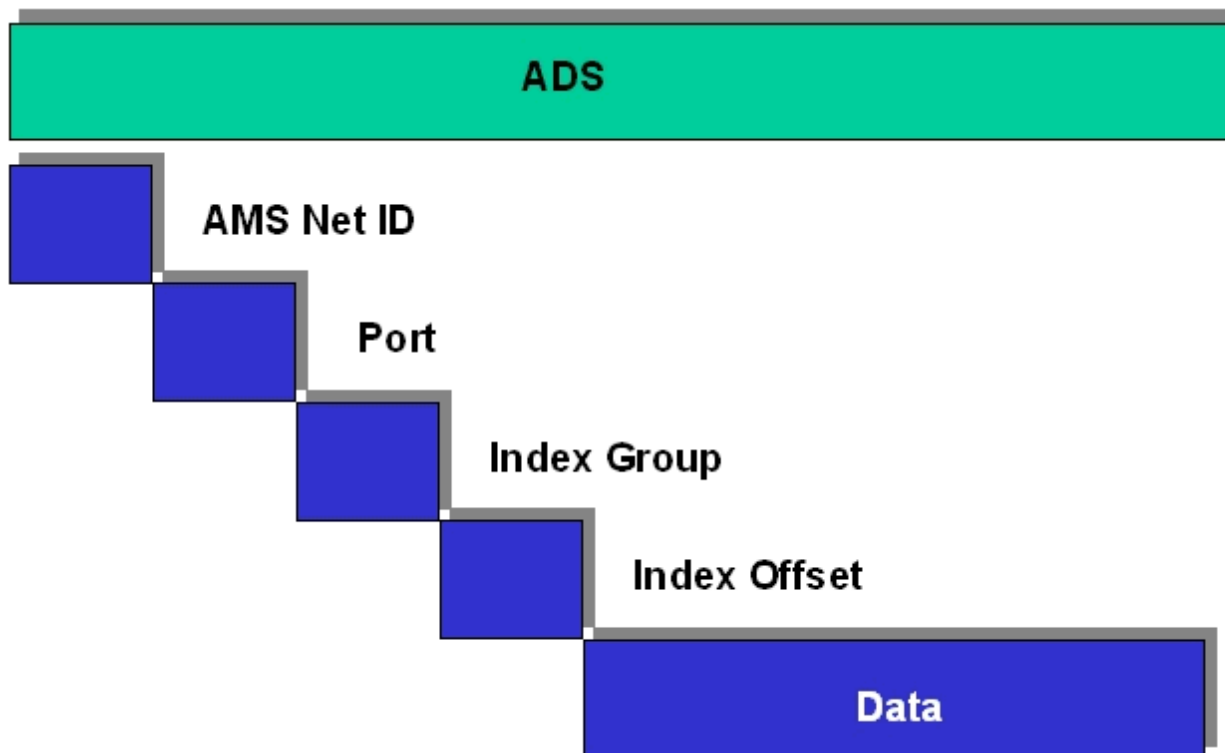 ADS
AMS Net ID
Port
Index Group
Index Offset
Data